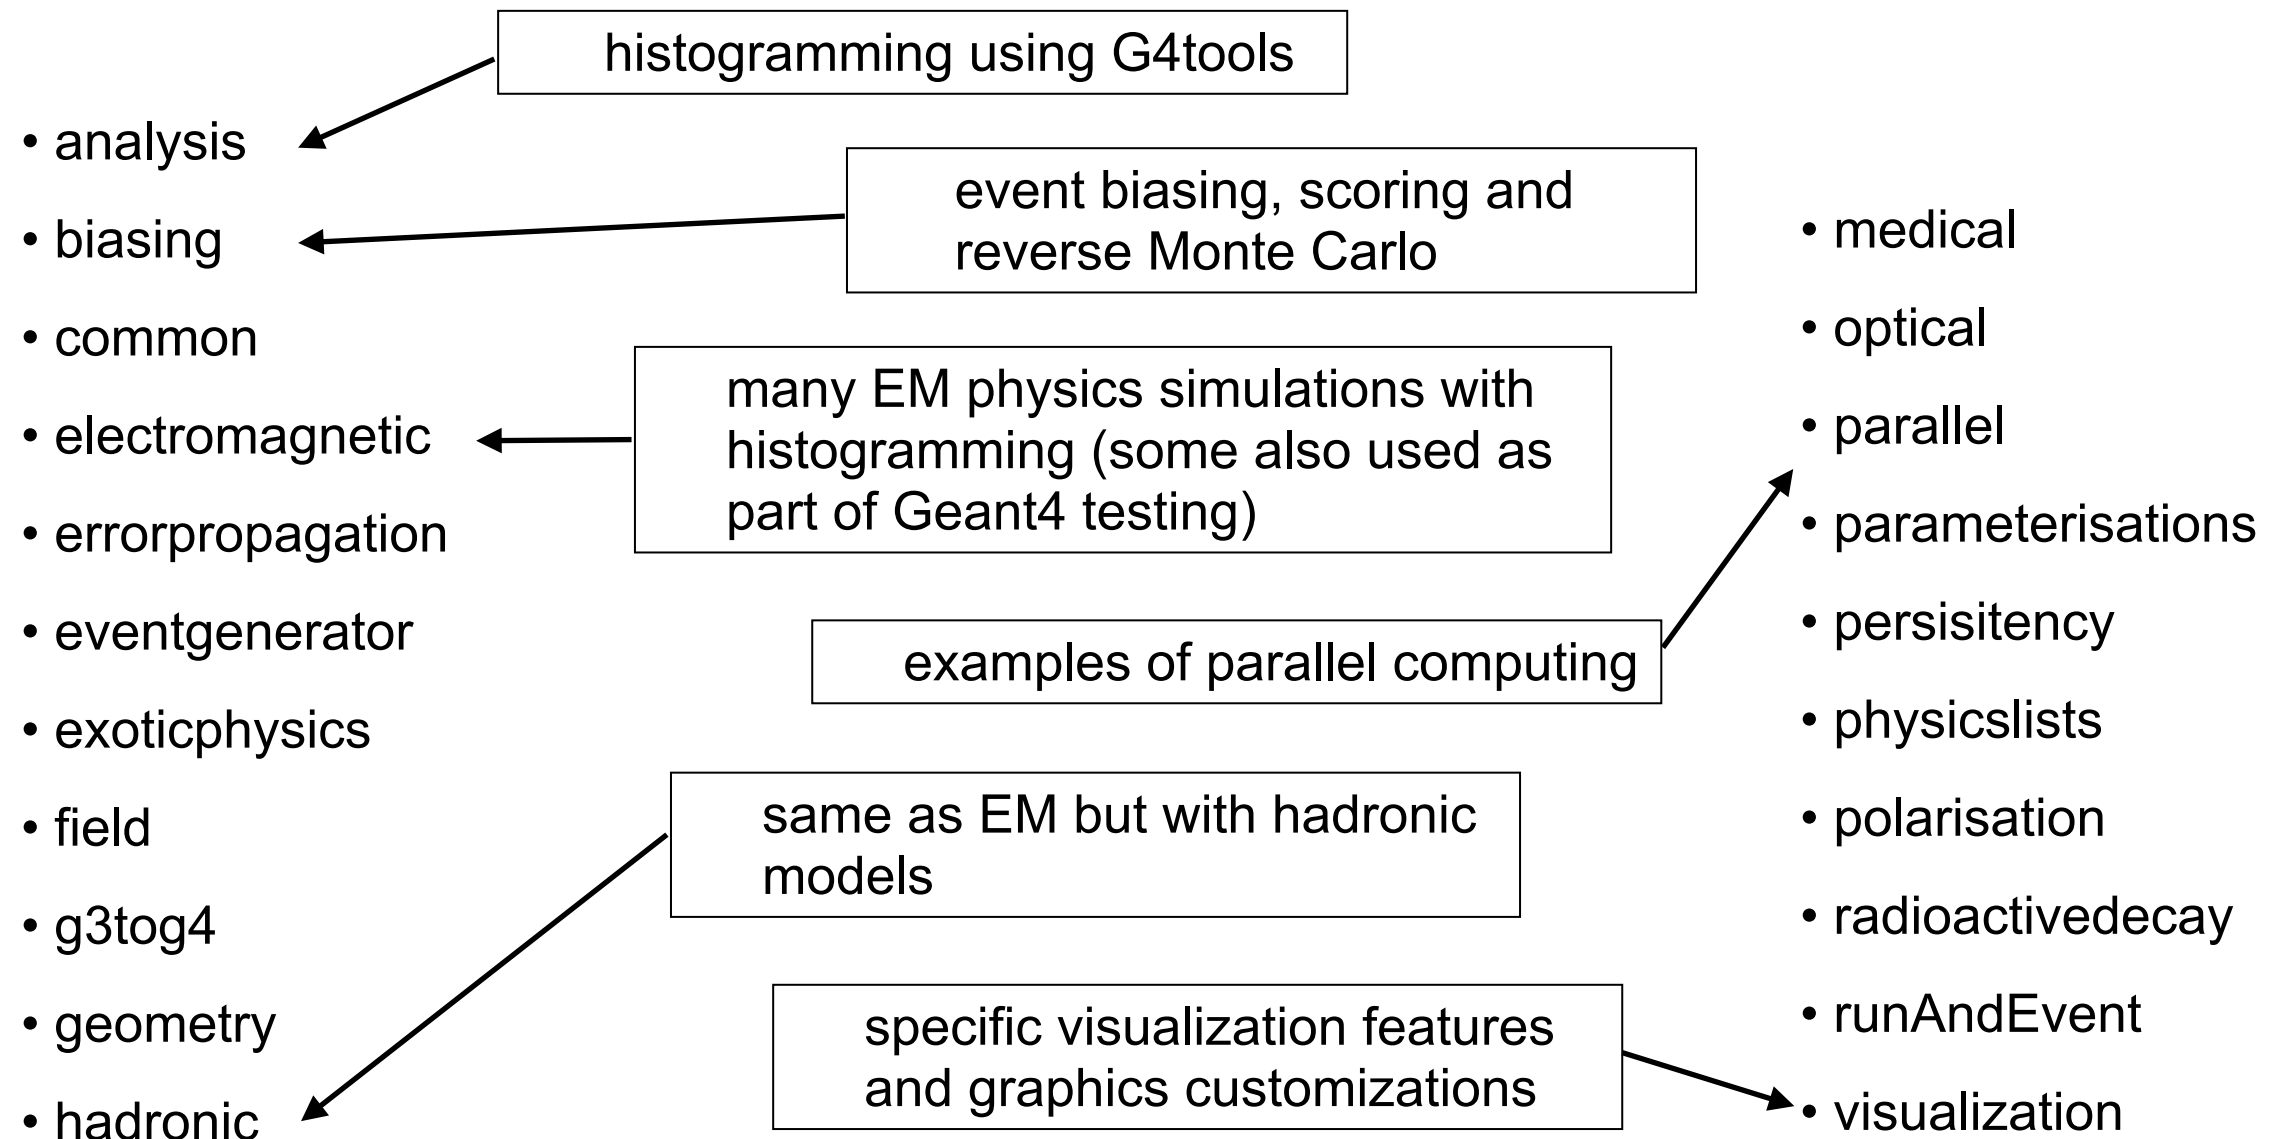 histogramming using G4tools
• analysis
• biasing
• common
• electromagnetic
• errorpropagation
• eventgenerator
• exoticphysics
• field
• g3tog4
• geometry
• hadronic
event biasing, scoring and
reverse Monte Carlo
many EM physics simulations with
histogramming (some also used as
part of Geant4 testing)
examples of parallel computing
same as EM but with hadronic
models
specific visualization features
and graphics customizations
• medical
• optical
• parallel
• parameterisations
• persisitency
• physicslists
• polarisation
• radioactivedecay
• runAndEvent
• visualization